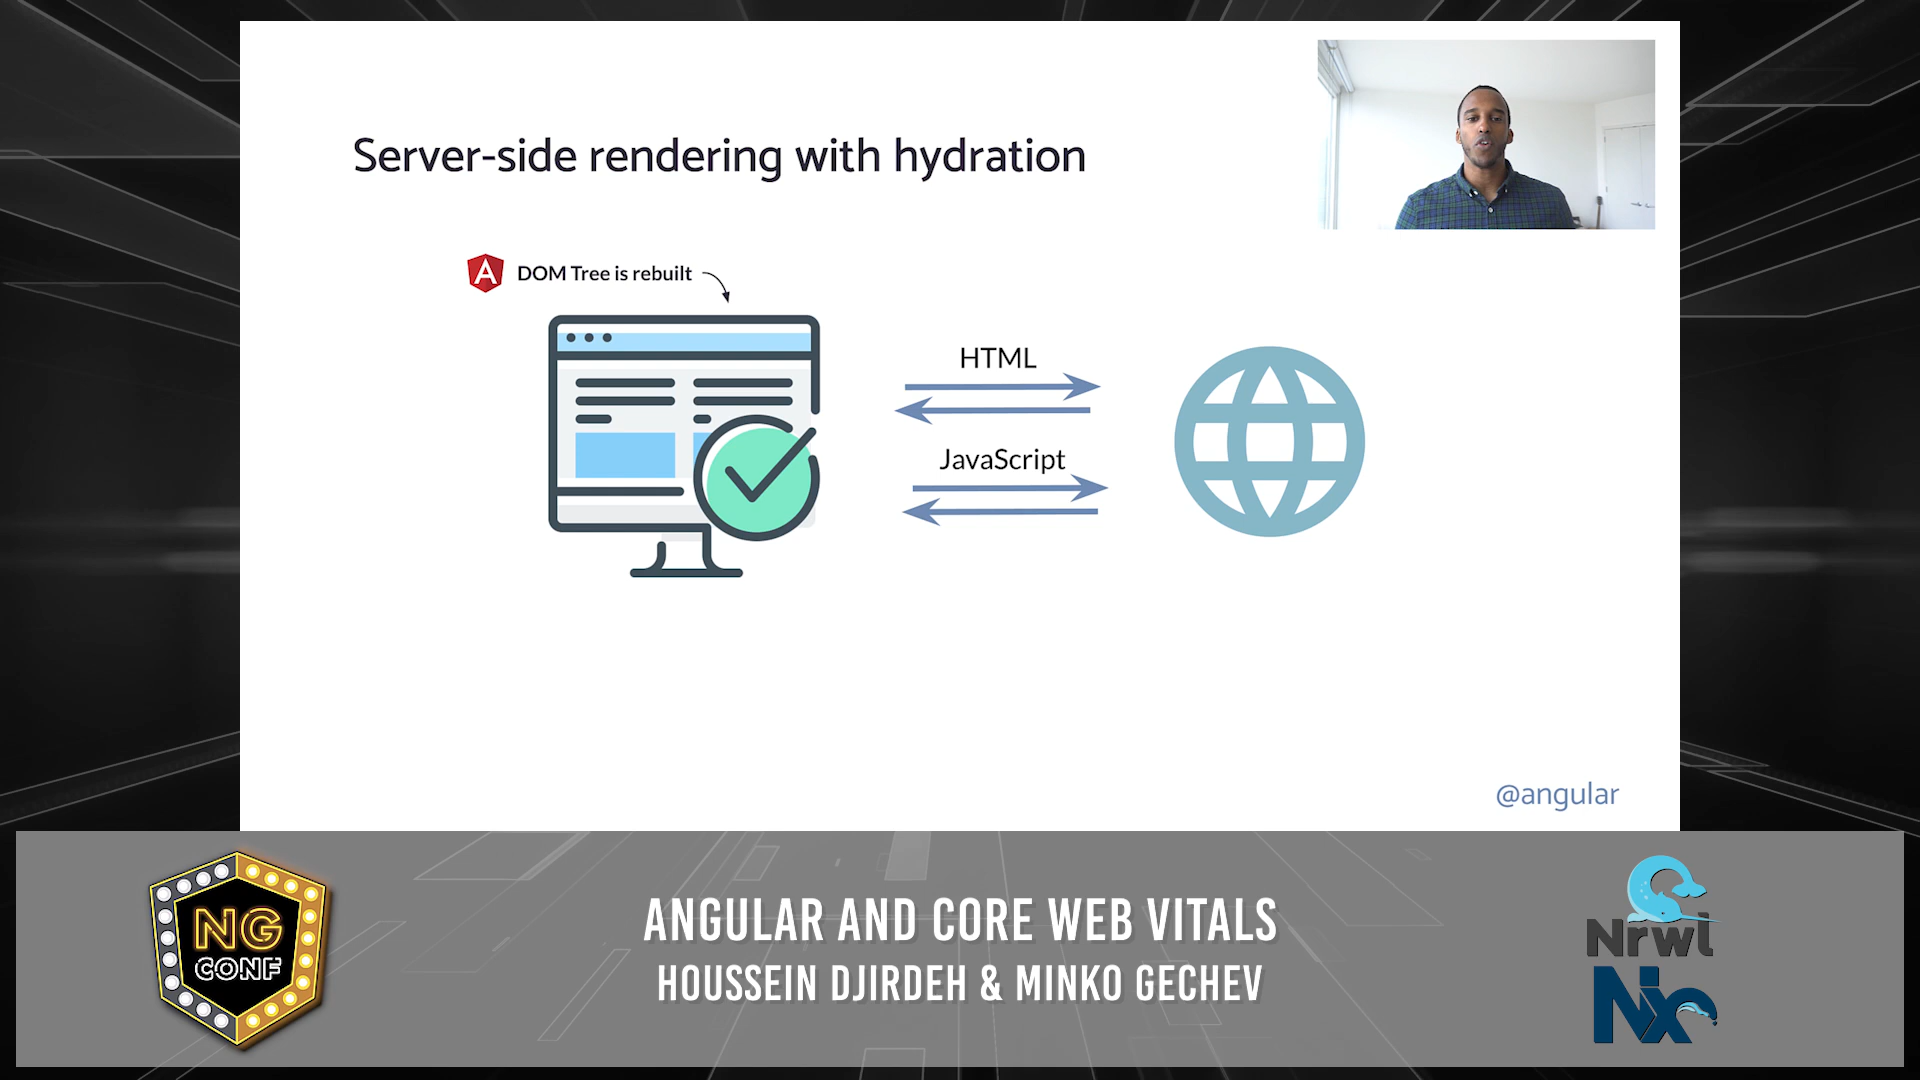 Server-side rendering with hydration
DOM Tree is rebuilt
HTML
JavaScript
@angular
NG
CONF
ANGULAR AND CORE WEB VITALS
HOUSSEIN DJIRDEH & MINKO GECHEV
Nrwl
Nx